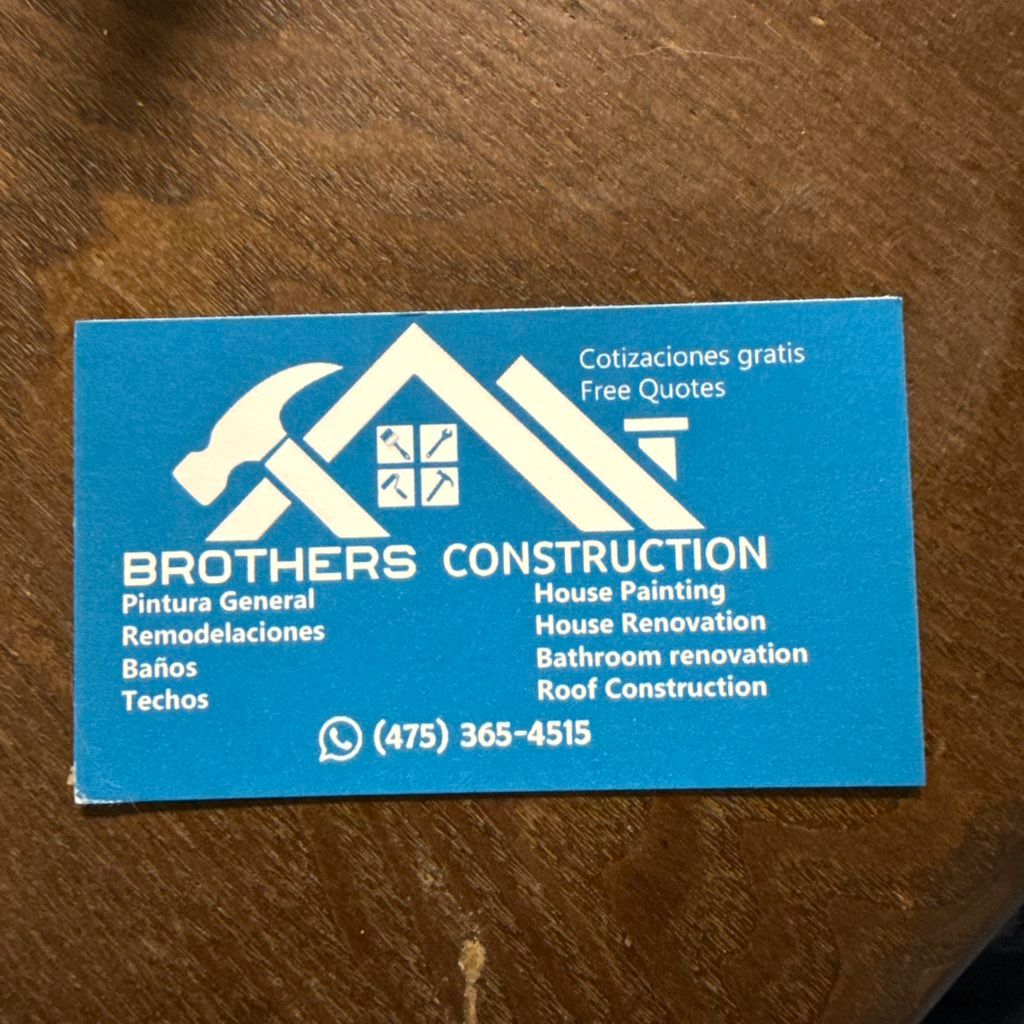 Cotizaciones gratis
Free Quotes
BROTHERS CONSTRUCTION
Pintura General
Remodelaciones
Baños
Techos
House Painting
House Renovation
Bathroom renovation
Roof Construction
(475) 365-4515